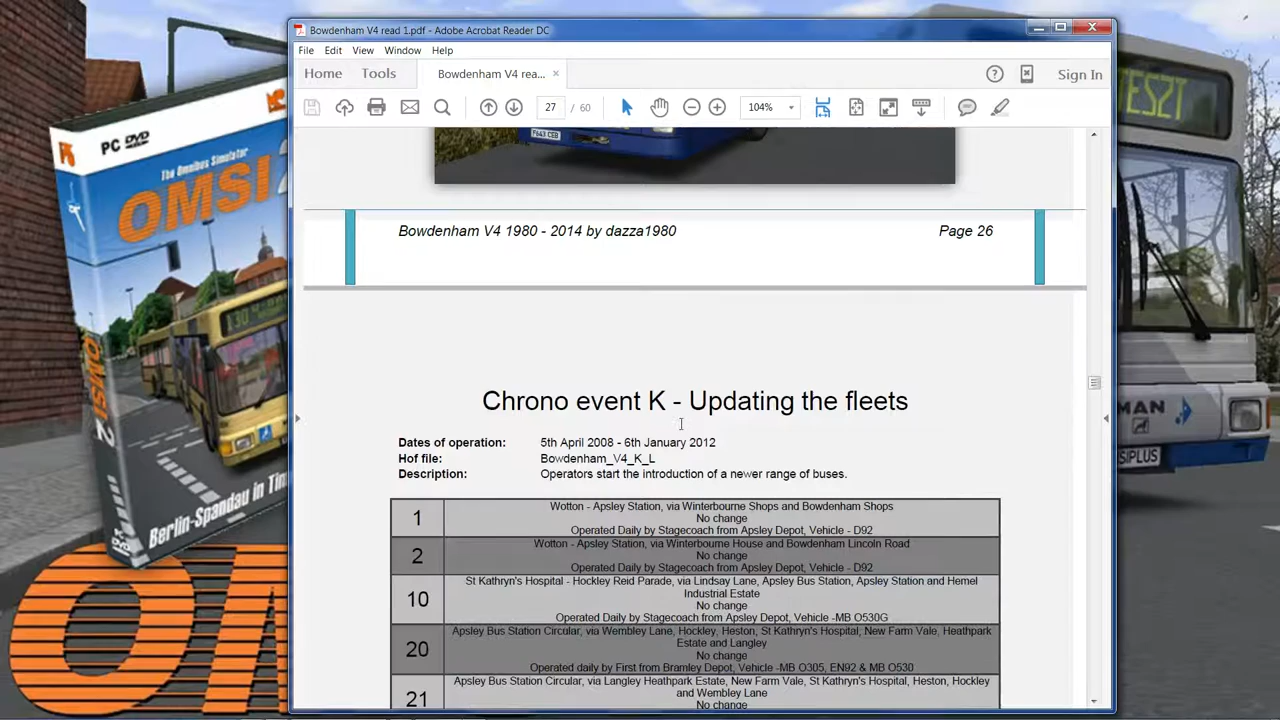 Bowdenham V4 read 1.pdf - Adobe Acrobat Reader DC
File Edit View Window Help
Home Tools Bowdenham V4 rea... × Sign In
27 / 60 104%
F643 CEB
Bowdenham V4 1980 - 2014 by dazza1980 Page 26
Chrono event K - Updating the fleets
Dates of operation: 5th April 2008 - 6th January 2012
Hof file: Bowdenham_V4_K_L
Description: Operators start the introduction of a newer range of buses.
1
Wotton - Apsley Station, via Winterbourne Shops and Bowdenham Shops
No change
Operated Daily by Stagecoach from Apsley Depot, Vehicle - D92
2
Wotton - Apsley Station, via Winterbourne House and Bowdenham Lincoln Road
No change
Operated Daily by Stagecoach from Apsley Depot, Vehicle - D92
10
St Kathryn's Hospital - Hockley Reid Parade, via Lindsay Lane, Apsley Bus Station, Apsley Station and Hemel
Industrial Estate
No change
Operated Daily by Stagecoach from Apsley Depot, Vehicle -MB O530G
20
Apsley Bus Station Circular, via Wembley Lane, Hockley, Heston, St Kathryn's Hospital, New Farm Vale, Heathpark
Estate and Langley
No change
Operated daily by First from Bramley Depot, Vehicle -MB O305, EN92 & MB O530
21
Apsley Bus Station Circular, via Langley Heathpark Estate, New Farm Vale, St Kathryn's Hospital, Heston, Hockley
and Wembley Lane
No change
PC DVD
The Omnibus Simulator
OMSI 2
Berlin-Spandau in
TESZT
MAN
SIPLUS